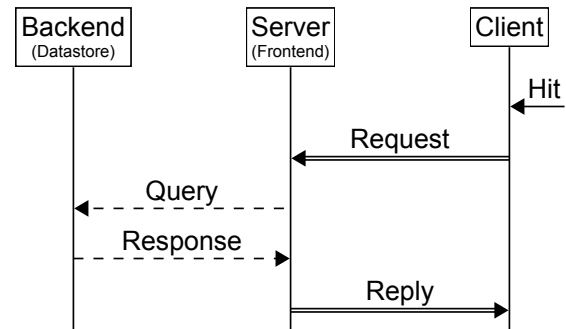 Backend
(Datastore)
Server
(Frontend)
Client
Hit
Request
Query
Response
Reply